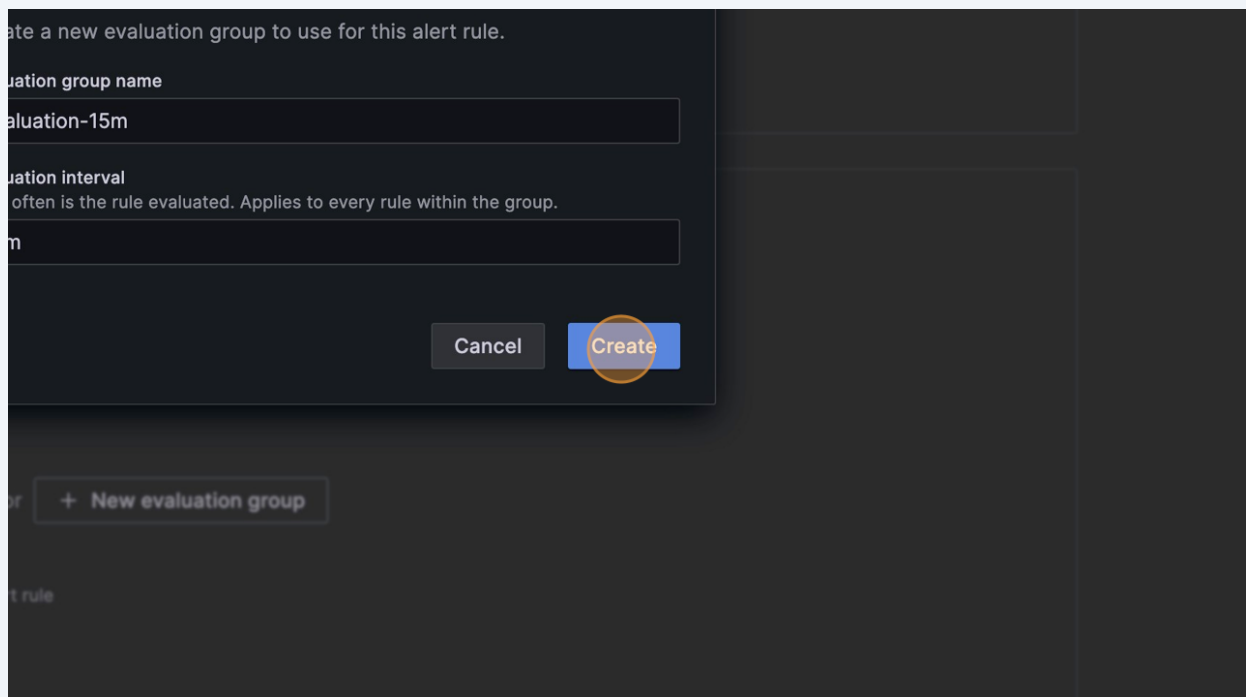 ate a new evaluation group to use for this alert rule.
uation group name
aluation-15m
uation interval
often is the rule evaluated. Applies to every rule within the group.
m
Cancel Create
or + New evaluation group
t rule